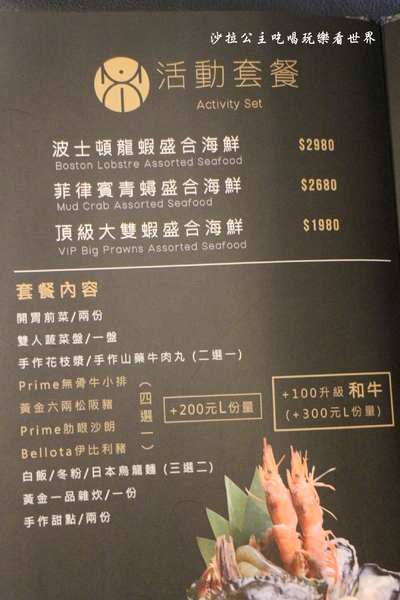 沙拉公主吃喝玩樂看世界
活動套餐
Activity Set
波士頓龍蝦盛合海鮮 $2980
Boston Lobstre Assorted Seafood
菲律賓青蟳盛合海鮮 $2680
Mud Crab Assorted Seafood
頂級大雙蝦盛合海鮮 $1980
VIP Big Prawns Assorted Seafood
套餐內容
開胃前菜/兩份
雙人蔬菜盤/一盤
手作花枝漿/手作山藥牛肉丸 (二選一)
Prime無骨牛小排
黃金六兩松阪豬
Prime肋眼沙朗
Bellota伊比利豬
(四選一)
+200元L份量
+100升級 和牛
(+300元L份量)
白飯/冬粉/日本烏龍麵 (三選二)
黃金一品雜炊/一份
手作甜點/兩份